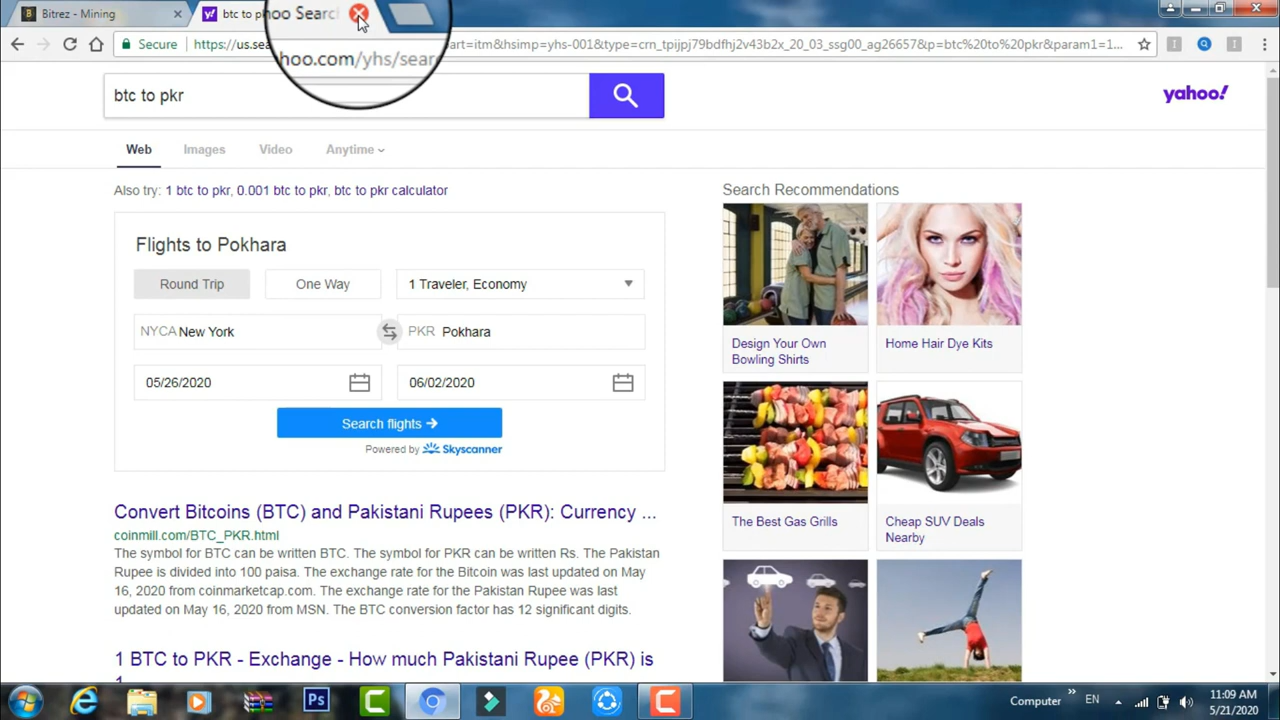 Bitrez - Mining
btc to pkr
hoo Search
hoo.com/yhs/sear
Secure
https://us.sea
art=itm&hsimp=yhs-001&type=crn_tpijpj79bdfhj2v43b2x_20_03_ssg00_ag26657&p=btc%20to%20pkr&param1=1...
btc to pkr
yahoo!
Web
Images
Video
Anytime
Also try: 1 btc to pkr, 0.001 btc to pkr, btc to pkr calculator
Search Recommendations
Flights to Pokhara
Round Trip
One Way
1 Traveler, Economy
NYCA New York
PKR Pokhara
05/26/2020
06/02/2020
Search flights
Powered by Skyscanner
Design Your Own
Bowling Shirts
Home Hair Dye Kits
The Best Gas Grills
Cheap SUV Deals
Nearby
Convert Bitcoins (BTC) and Pakistani Rupees (PKR): Currency ...
coinmill.com/BTC_PKR.html
The symbol for BTC can be written BTC. The symbol for PKR can be written Rs. The Pakistan
Rupee is divided into 100 paisa. The exchange rate for the Bitcoin was last updated on May
16, 2020 from coinmarketcap.com. The exchange rate for the Pakistan Rupee was last
updated on May 16, 2020 from MSN. The BTC conversion factor has 12 significant digits.
1 BTC to PKR - Exchange - How much Pakistani Rupee (PKR) is
Ps
Computer
EN
11:09 AM
5/21/2020